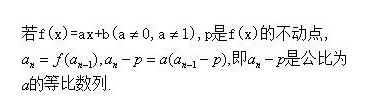 若f(x)=ax+b(a≠0,a≠1),p是f(x)的不动点,
aₙ = f(aₙ₋₁),aₙ - p = a(aₙ₋₁ - p),即aₙ - p是公比为
a的等比数列.